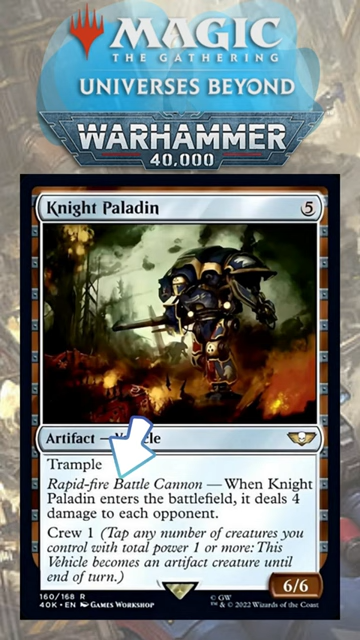 MAGIC
THE GATHERING
UNIVERSES BEYOND
WARHAMMER
40,000
Knight Paladin 5
Artifact — Vehicle
Trample
Rapid-fire Battle Cannon — When Knight
Paladin enters the battlefield, it deals 4
damage to each opponent.
Crew 1 (Tap any number of creatures you
control with total power 1 or more: This
Vehicle becomes an artifact creature until
end of turn.)
6/6
160/168 R
40K • EN GAMES WORKSHOP
© GW
™ & © 2022 Wizards of the Coast